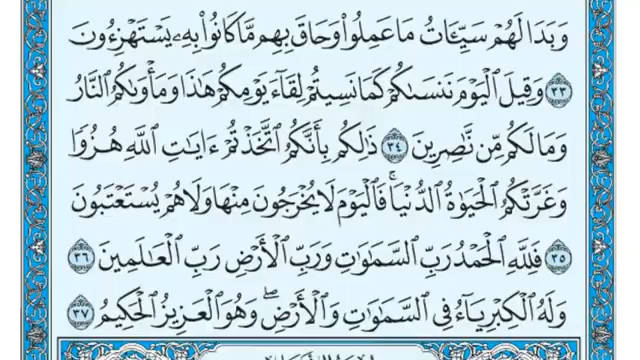 وَبَدَا لَهُمْ سَيِّـَٔاتُ مَا عَمِلُوا۟ وَحَاقَ بِهِم مَّا كَانُوا۟ بِهِۦ يَسْتَهْزِءُونَ
٣٣ وَقِيلَ ٱلْيَوْمَ نَنسَىٰكُمْ كَمَا نَسِيتُمْ لِقَآءَ يَوْمِكُمْ هَـٰذَا وَمَأْوَىٰكُمُ ٱلنَّارُ
وَمَا لَكُم مِّن نَّـٰصِرِينَ ٣٤ ذَٰلِكُم بِأَنَّكُمُ ٱتَّخَذْتُمْ ءَايَـٰتِ ٱللَّهِ هُزُوًا
وَغَرَّتْكُمُ ٱلْحَيَوٰةُ ٱلدُّنْيَا ۚ فَٱلْيَوْمَ لَا يُخْرَجُونَ مِنْهَا وَلَا هُمْ يُسْتَعْتَبُونَ
٣٥ فَلِلَّهِ ٱلْحَمْدُ رَبِّ ٱلسَّمَـٰوَٰتِ وَرَبِّ ٱلْأَرْضِ رَبِّ ٱلْعَـٰلَمِينَ ٣٦
وَلَهُ ٱلْكِبْرِيَآءُ فِى ٱلسَّمَـٰوَٰتِ وَٱلْأَرْضِ ۖ وَهُوَ ٱلْعَزِيزُ ٱلْحَكِيمُ ٣٧